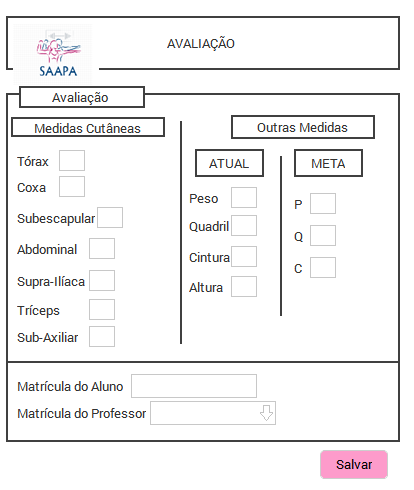 AVALIAÇÃO
SAAPA
Avaliação
Medidas Cutâneas
Tórax
Coxa
Subescapular
Abdominal
Supra-Ilíaca
Tríceps
Sub-Axiliar
Outras Medidas
ATUAL
Peso
Quadril
Cintura
Altura
META
P
Q
C
Matrícula do Aluno
Matrícula do Professor
Salvar